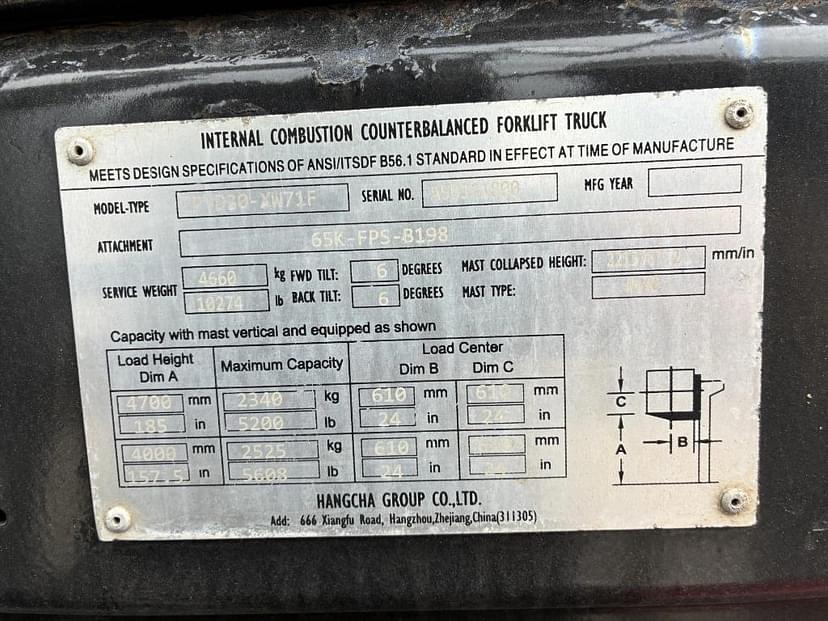 INTERNAL COMBUSTION COUNTERBALANCED FORKLIFT TRUCK
MEETS DESIGN SPECIFICATIONS OF ANSI/ITSDF B56.1 STANDARD IN EFFECT AT TIME OF MANUFACTURE
MODEL-TYPE SERIAL NO. MFG YEAR
ATTACHMENT 65K-FPS-B198
SERVICE WEIGHT 4660 kg FWD TILT: 6 DEGREES MAST COLLAPSED HEIGHT: mm/in
10274 lb BACK TILT: 6 DEGREES MAST TYPE:
Capacity with mast vertical and equipped as shown
Load Height Dim A Maximum Capacity Load Center
Dim B Dim C
4700 mm 2340 kg 610 mm 610 mm
185 in 5200 lb 24 in 24 in
4000 mm 2525 kg 610 mm mm
157.5 in 5608 lb 24 in 24 in
C
A B
HANGCHA GROUP CO.,LTD.
Add: 666 Xiangfu Road, Hangzhou,Zhejiang,China(311305)